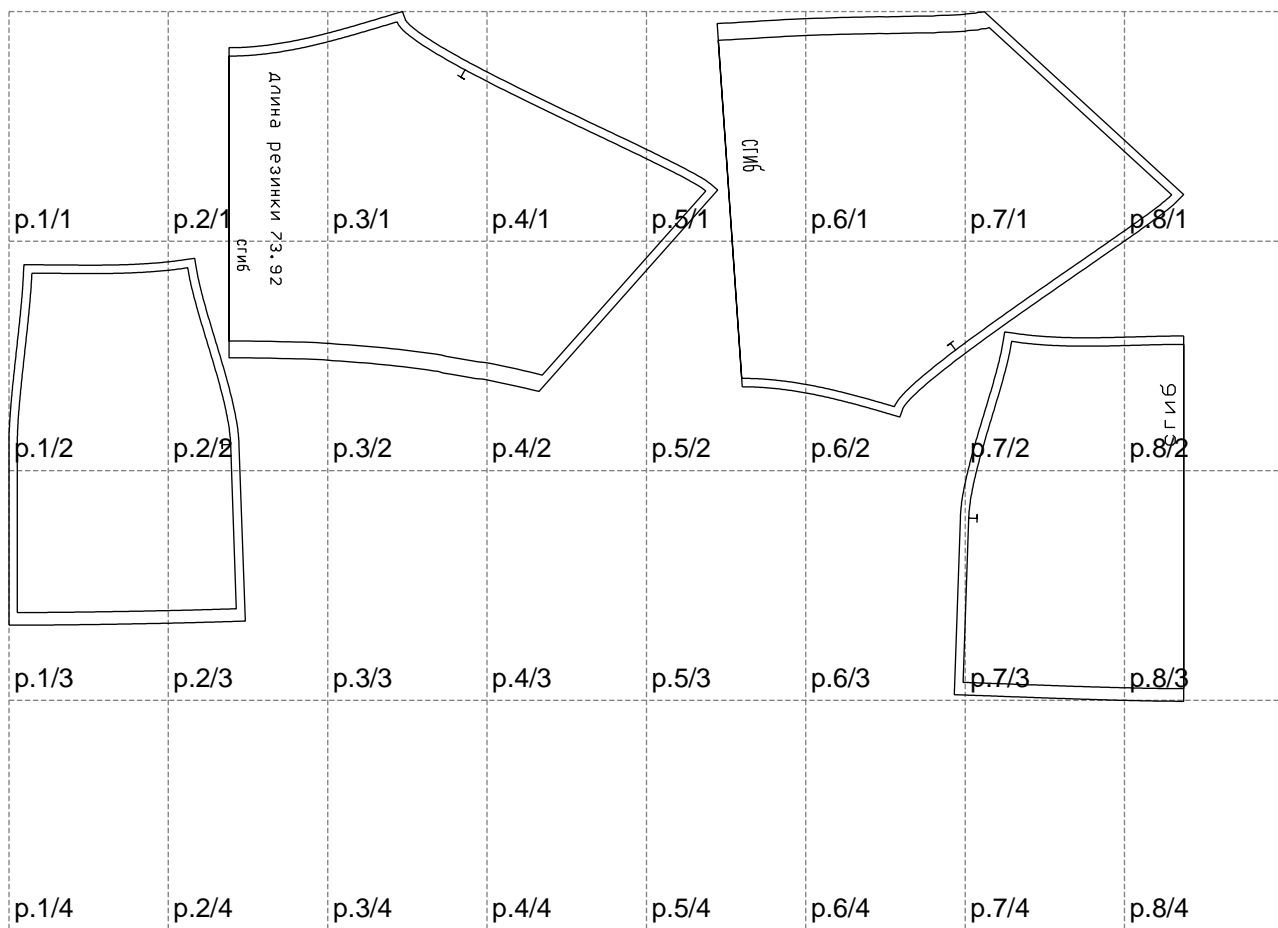 длина резинки 73.92
сгиб
сгиб
сгиб
p.1/1 p.2/1 p.3/1 p.4/1 p.5/1 p.6/1 p.7/1 p.8/1
p.1/2 p.2/2 p.3/2 p.4/2 p.5/2 p.6/2 p.7/2 p.8/2
p.1/3 p.2/3 p.3/3 p.4/3 p.5/3 p.6/3 p.7/3 p.8/3
p.1/4 p.2/4 p.3/4 p.4/4 p.5/4 p.6/4 p.7/4 p.8/4